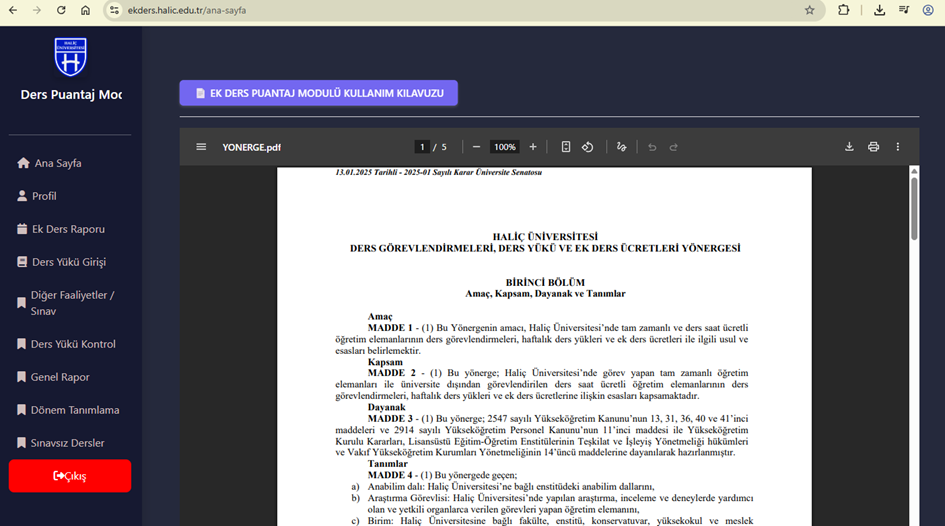 ekders.halic.edu.tr/ana-sayfa
HALİÇ
ÜNİVERSİTESİ
Ders Puantaj Mod
Ana Sayfa
Profil
Ek Ders Raporu
Ders Yükü Girişi
Diğer Faaliyetler /
Sınav
Ders Yükü Kontrol
Genel Rapor
Dönem Tanımlama
Sınavsız Dersler
Çıkış
EK DERS PUANTAJ MODULÜ KULLANIM KILAVUZU
YONERGE.pdf
1 / 5
100%
13.01.2025 Tarihli - 2025-01 Sayılı Karar Üniversite Senatosu
HALİÇ ÜNİVERSİTESİ
DERS GÖREVLENDİRMELERİ, DERS YÜKÜ VE EK DERS ÜCRETLERİ YÖNERGESİ
BİRİNCİ BÖLÜM
Amaç, Kapsam, Dayanak ve Tanımlar
Amaç
MADDE 1 - (1) Bu Yönergenin amacı, Haliç Üniversitesi’nde tam zamanlı ve ders saat ücretli
öğretim elemanlarının ders görevlendirmeleri, haftalık ders yükleri ve ek ders ücretleri ile ilgili usul ve
esasları belirlemektir.
Kapsam
MADDE 2 - (1) Bu yönerge; Haliç Üniversitesi’nde görev yapan tam zamanlı öğretim
elemanları ile üniversite dışından görevlendirilen ders saat ücretli öğretim elemanlarının ders
görevlendirmeleri, haftalık ders yükleri ve ek ders ücretlerine ilişkin esasları kapsamaktadır.
Dayanak
MADDE 3 - (1) Bu yönerge; 2547 sayılı Yükseköğretim Kanunu’nun 13, 31, 36, 40 ve 41’inci
maddeleri ve 2914 sayılı Yükseköğretim Personel Kanunu’nun 11’inci maddesi ile Yükseköğretim
Kurulu Kararları, Lisansüstü Eğitim-Öğretim Enstitülerinin Teşkilat ve İşleyiş Yönetmeliği hükümleri
ve Vakıf Yükseköğretim Kurumları Yönetmeliğinin 14’üncü maddelerine dayanılarak hazırlanmıştır.
Tanımlar
MADDE 4 - (1) Bu yönergede geçen;
a) Anabilim dalı: Haliç Üniversitesi’ne bağlı enstitüdeki anabilim dallarını,
b) Araştırma Görevlisi: Haliç Üniversitesi’nde yapılan araştırma, inceleme ve deneylerde yardımcı
olan ve yetkili organlarca verilen görevleri yapan öğretim elemanını,
c) Birim: Haliç Üniversitesine bağlı fakülte, enstitü, konservatuvar, yüksekokul ve meslek